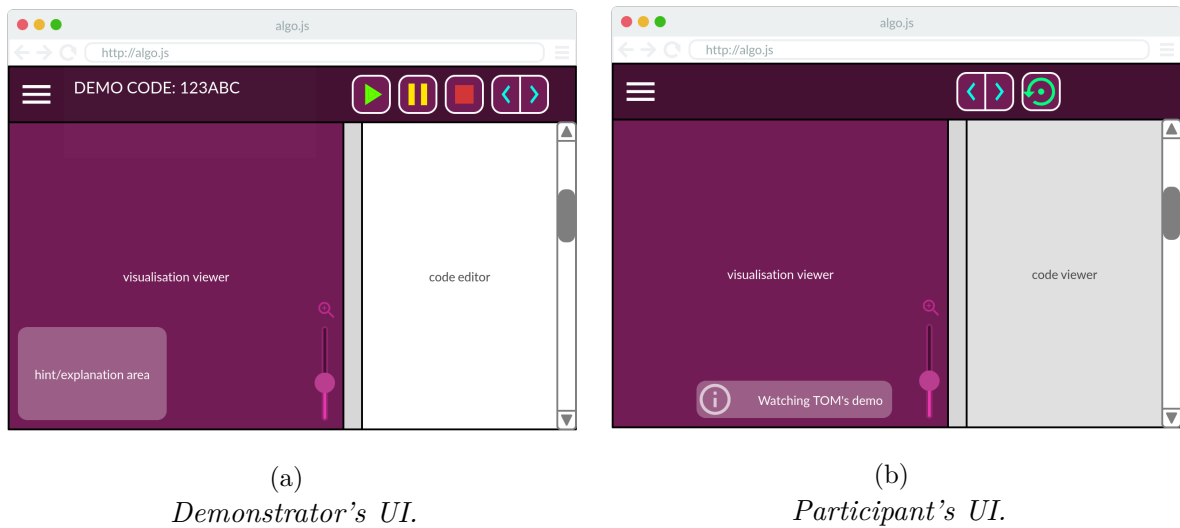 algo.js
http://algo.js
DEMO CODE: 123ABC
visualisation viewer
code editor
hint/explanation area
(a)
Demonstrator's UI.
algo.js
http://algo.js
visualisation viewer
code viewer
Watching TOM's demo
(b)
Participant's UI.